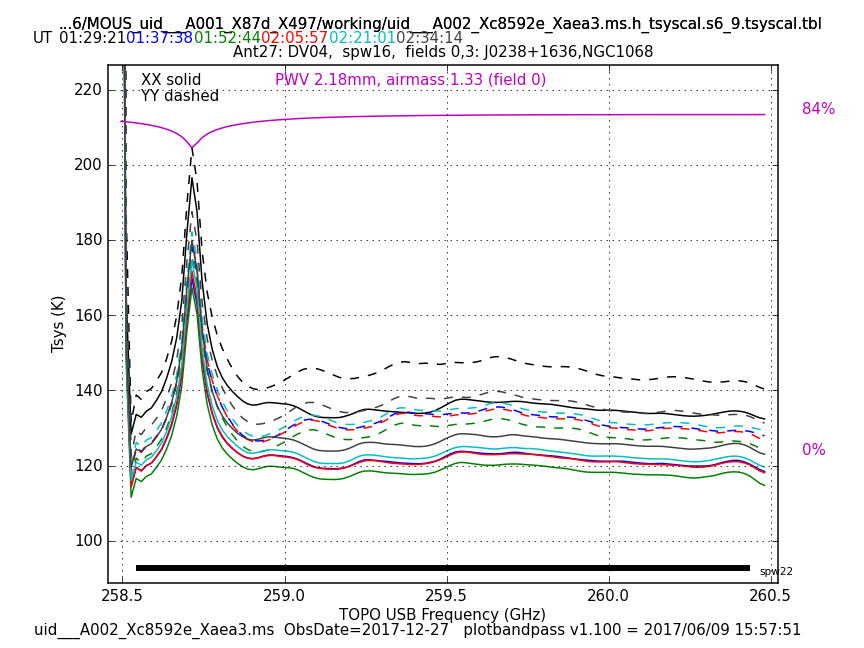 ...6/MOUS_uid___A001_X87d_X497/working/uid___A002_Xc8592e_Xaea3.ms.h_tsyscal.s6_9.tsyscal.tbl
UT 01:29:21 01:37:38 01:52:44 02:05:57 02:21:01 02:34:14
Ant27: DV04, spw16, fields 0,3: J0238+1636,NGC1068
XX solid PWV 2.18mm, airmass 1.33 (field 0)
YY dashed
84%
0%
220
200
180
160
140
120
100
Tsys (K)
spw22
258.5 259.0 259.5 260.0 260.5
TOPO USB Frequency (GHz)
uid___A002_Xc8592e_Xaea3.ms ObsDate=2017-12-27 plotbandpass v1.100 = 2017/06/09 15:57:51